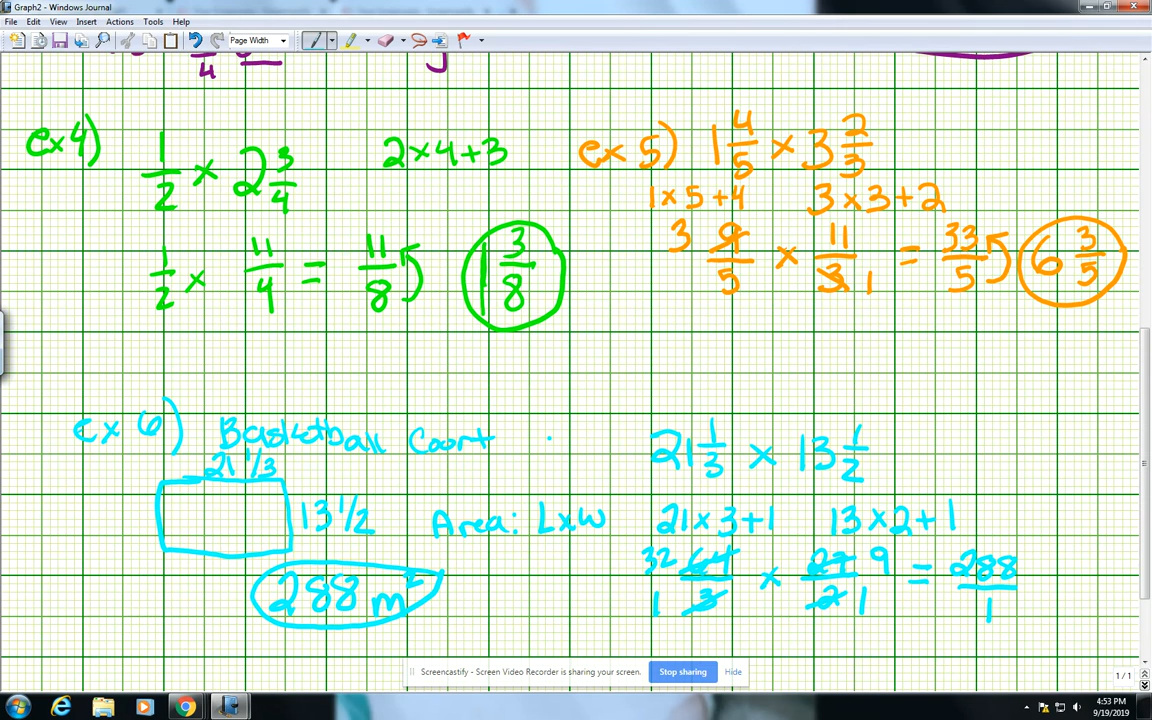 Graph2 - Windows Journal
File Edit View Insert Actions Tools Help
Page Width
4
ex 4) 1/2 × 2 3/4 2×4+3
1/2 × 11/4 = 11/8 1 3/8
ex 5) 1 4/5 × 3 2/3
1×5+4 3×3+2
3 9/5 × 11/3 1 = 33/5 6 3/5
ex 6) Basketball Coort
21 1/3
13 1/2
Area: L×W
288 m²
21 1/3 × 13 1/2
21×3+1 13×2+1
32 64/3 1 × 27/2 9 1 = 288/1
Screencastify - Screen Video Recorder is sharing your screen. Stop sharing Hide
1 / 1
4:53 PM
9/19/2019